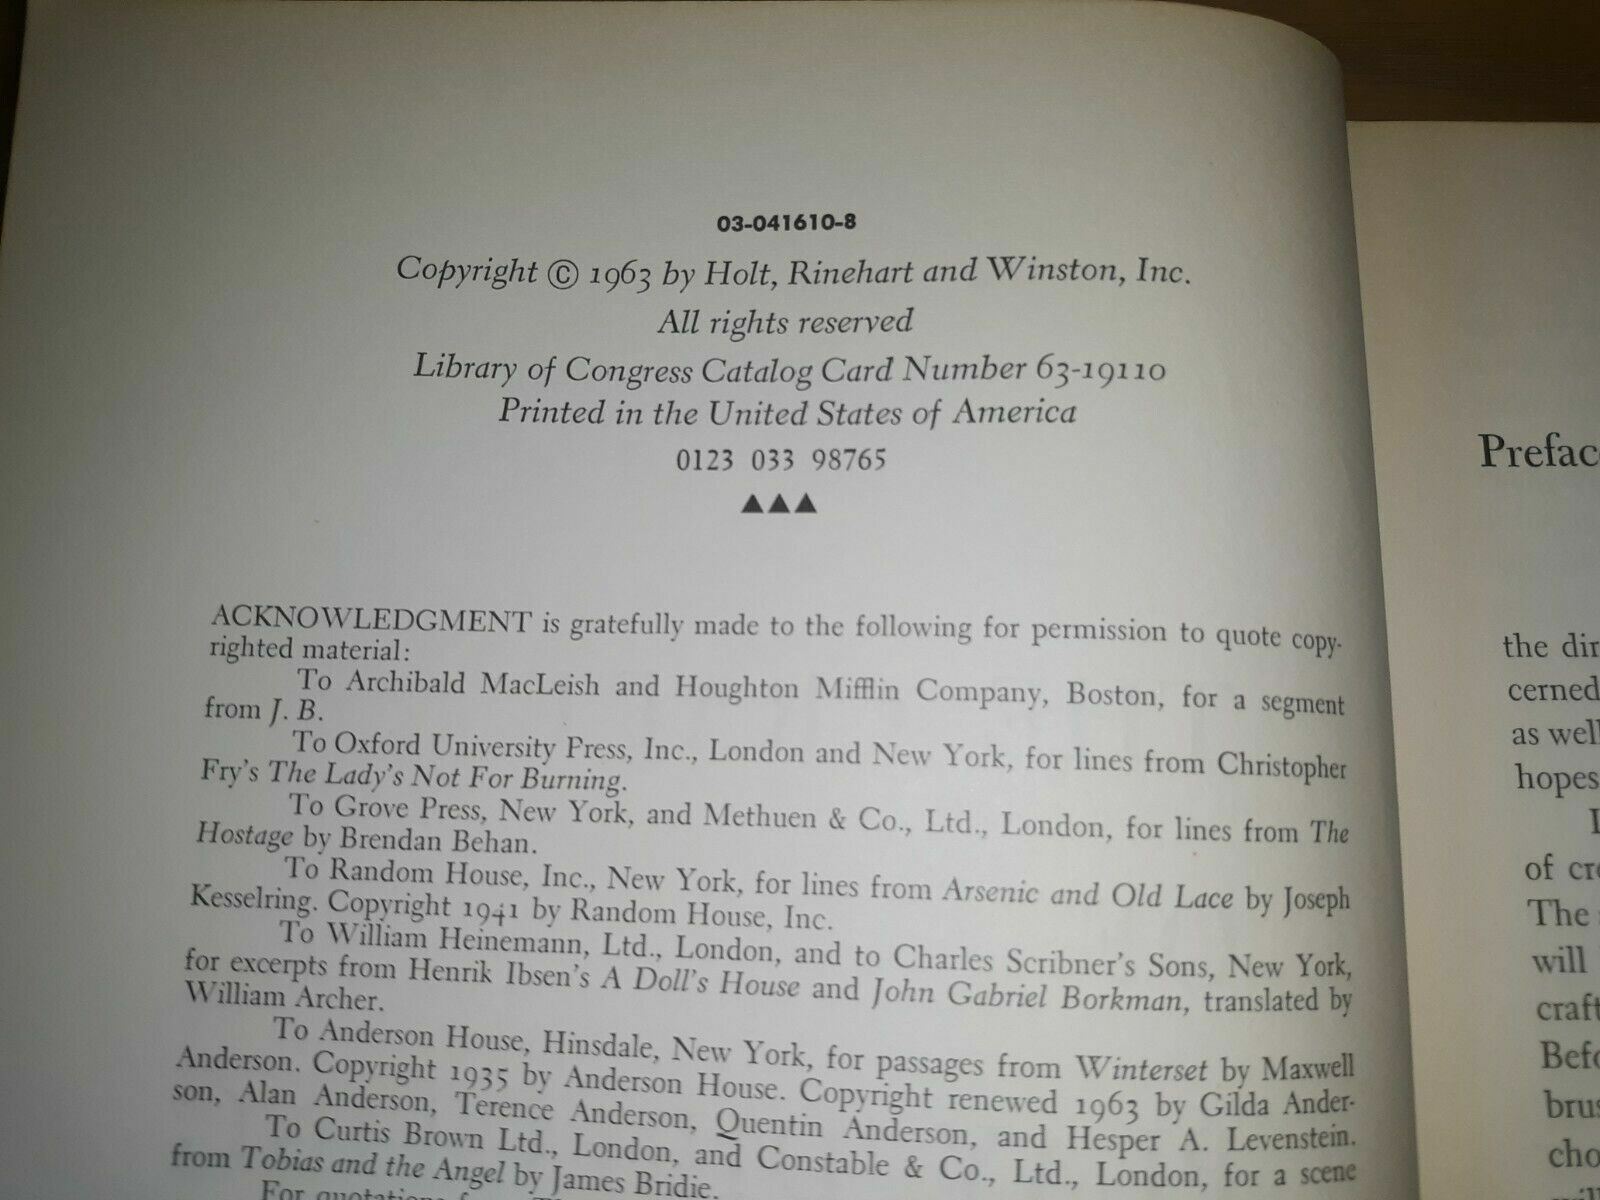 03-041610-8
Copyright © 1963 by Holt, Rinehart and Winston, Inc.
All rights reserved
Library of Congress Catalog Card Number 63-19110
Printed in the United States of America
0123 033 98765
▲▲▲
ACKNOWLEDGMENT is gratefully made to the following for permission to quote copy-
righted material:
To Archibald MacLeish and Houghton Mifflin Company, Boston, for a segment
from J. B.
To Oxford University Press, Inc., London and New York, for lines from Christopher
Fry's The Lady's Not For Burning.
To Grove Press, New York, and Methuen & Co., Ltd., London, for lines from The
Hostage by Brendan Behan.
To Random House, Inc., New York, for lines from Arsenic and Old Lace by Joseph
Kesselring. Copyright 1941 by Random House, Inc.
To William Heinemann, Ltd., London, and to Charles Scribner's Sons, New York,
for excerpts from Henrik Ibsen's A Doll's House and John Gabriel Borkman, translated by
William Archer.
To Anderson House, Hinsdale, New York, for passages from Winterset by Maxwell
Anderson. Copyright 1935 by Anderson House. Copyright renewed 1963 by Gilda Ander-
son, Alan Anderson, Terence Anderson, Quentin Anderson, and Hesper A. Levenstein.
To Curtis Brown Ltd., London, and Constable & Co., Ltd., London, for a scene
from Tobias and the Angel by James Bridie.
For quotations
Prefac
the dir
cerned
as well
hopes
of cre
The
will
craft
Befo
brus
cho